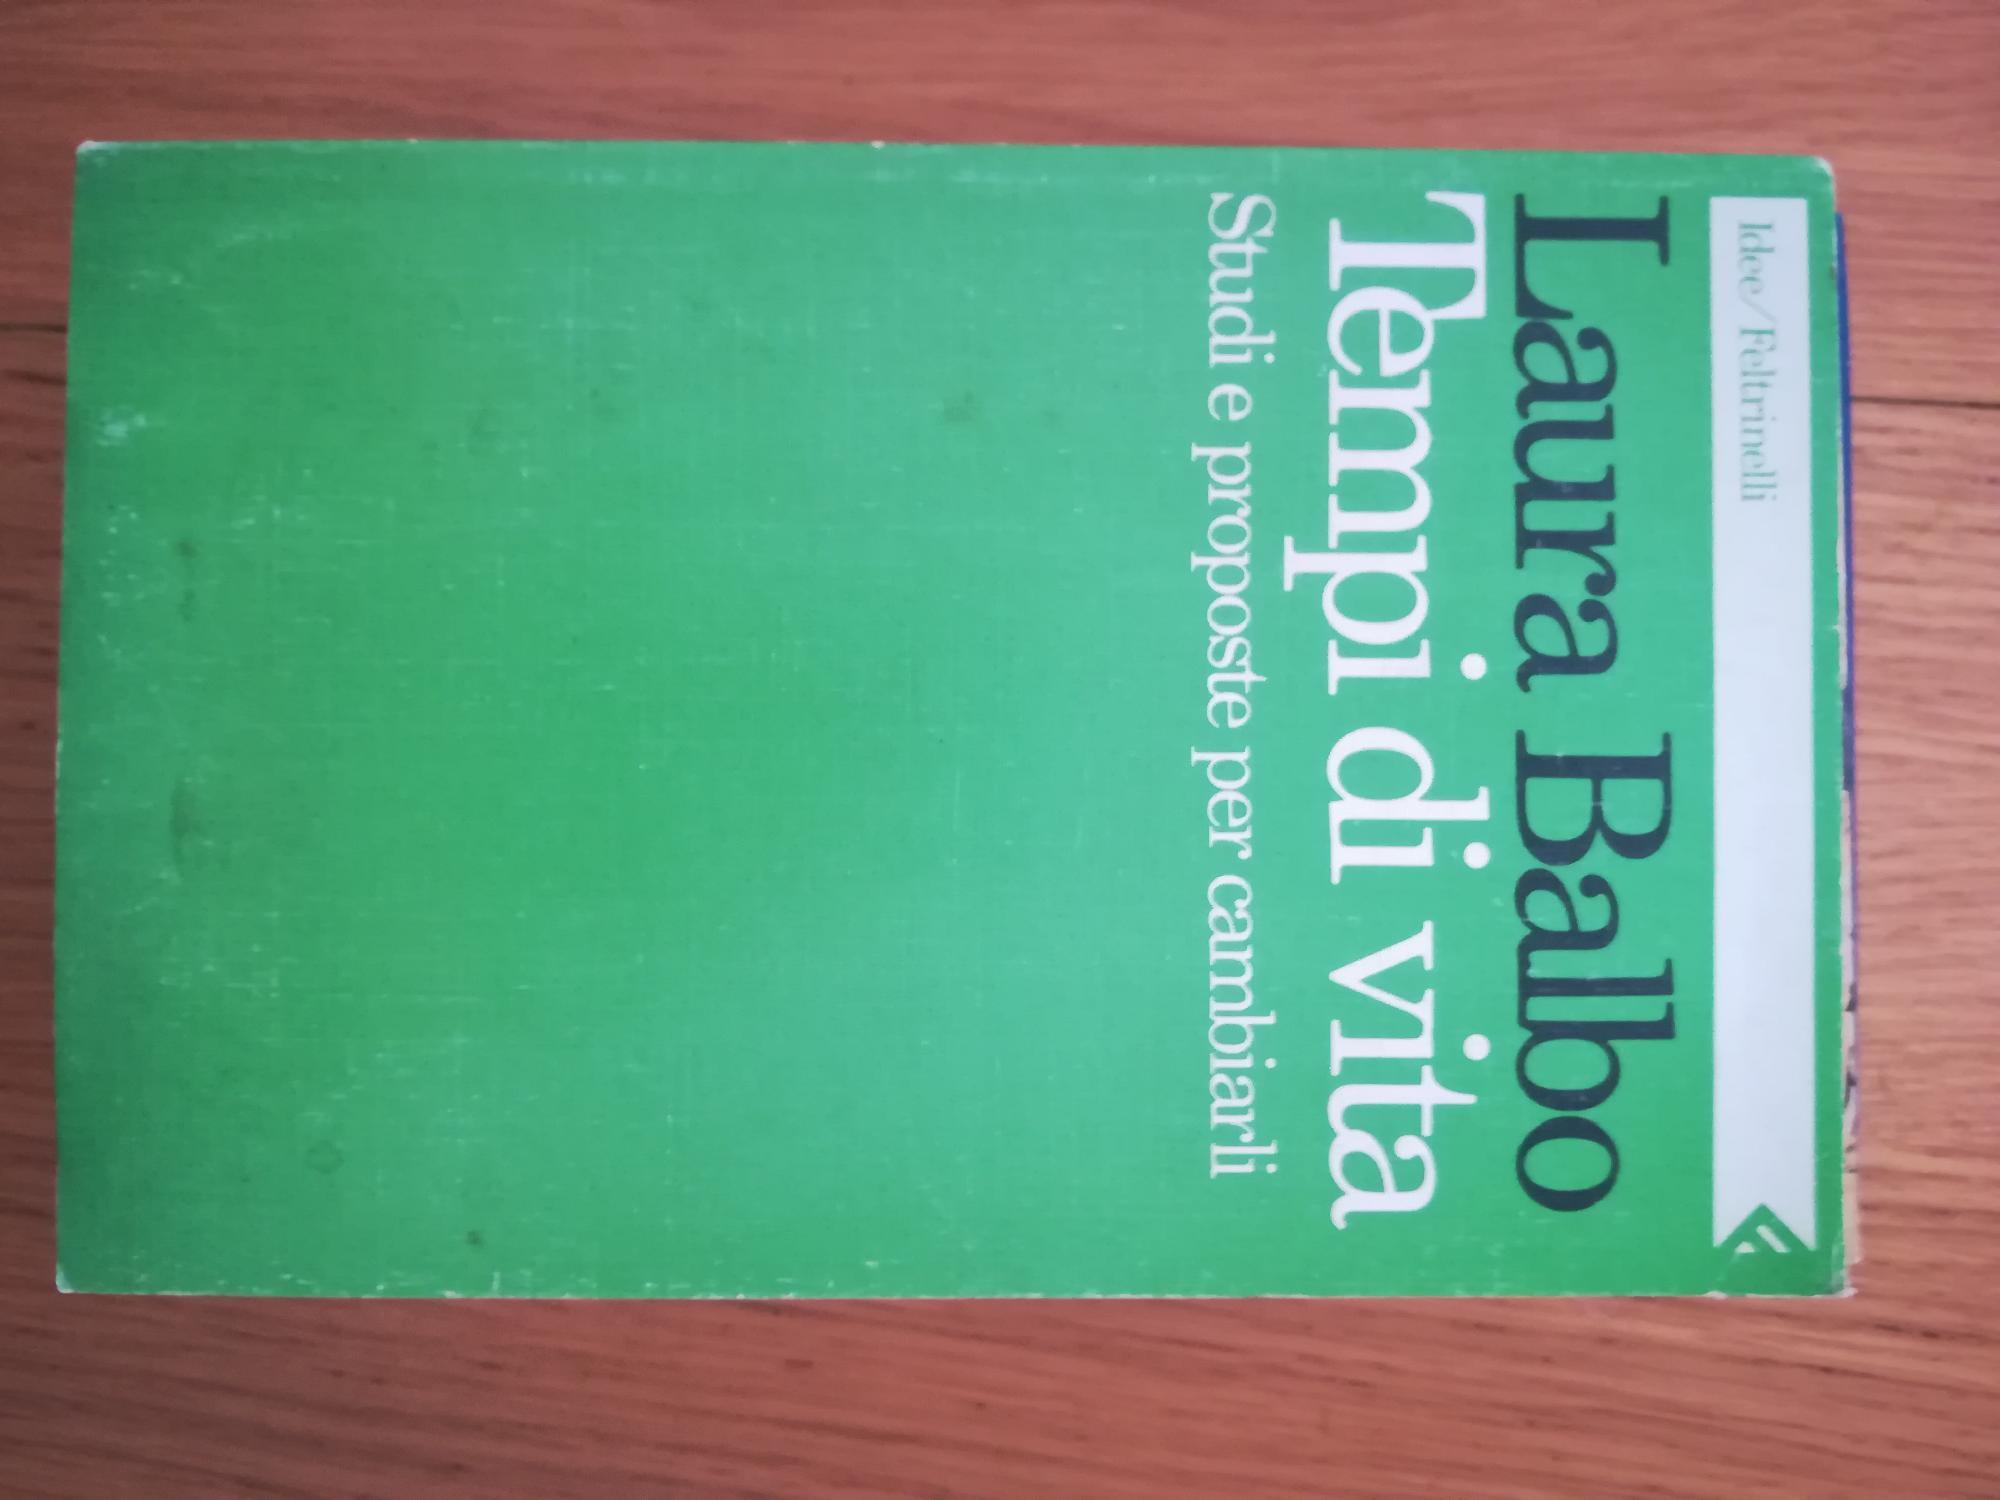 Idee/Feltrinelli
Laura Balbo
Tempi di vita
Studi e proposte per cambiarli